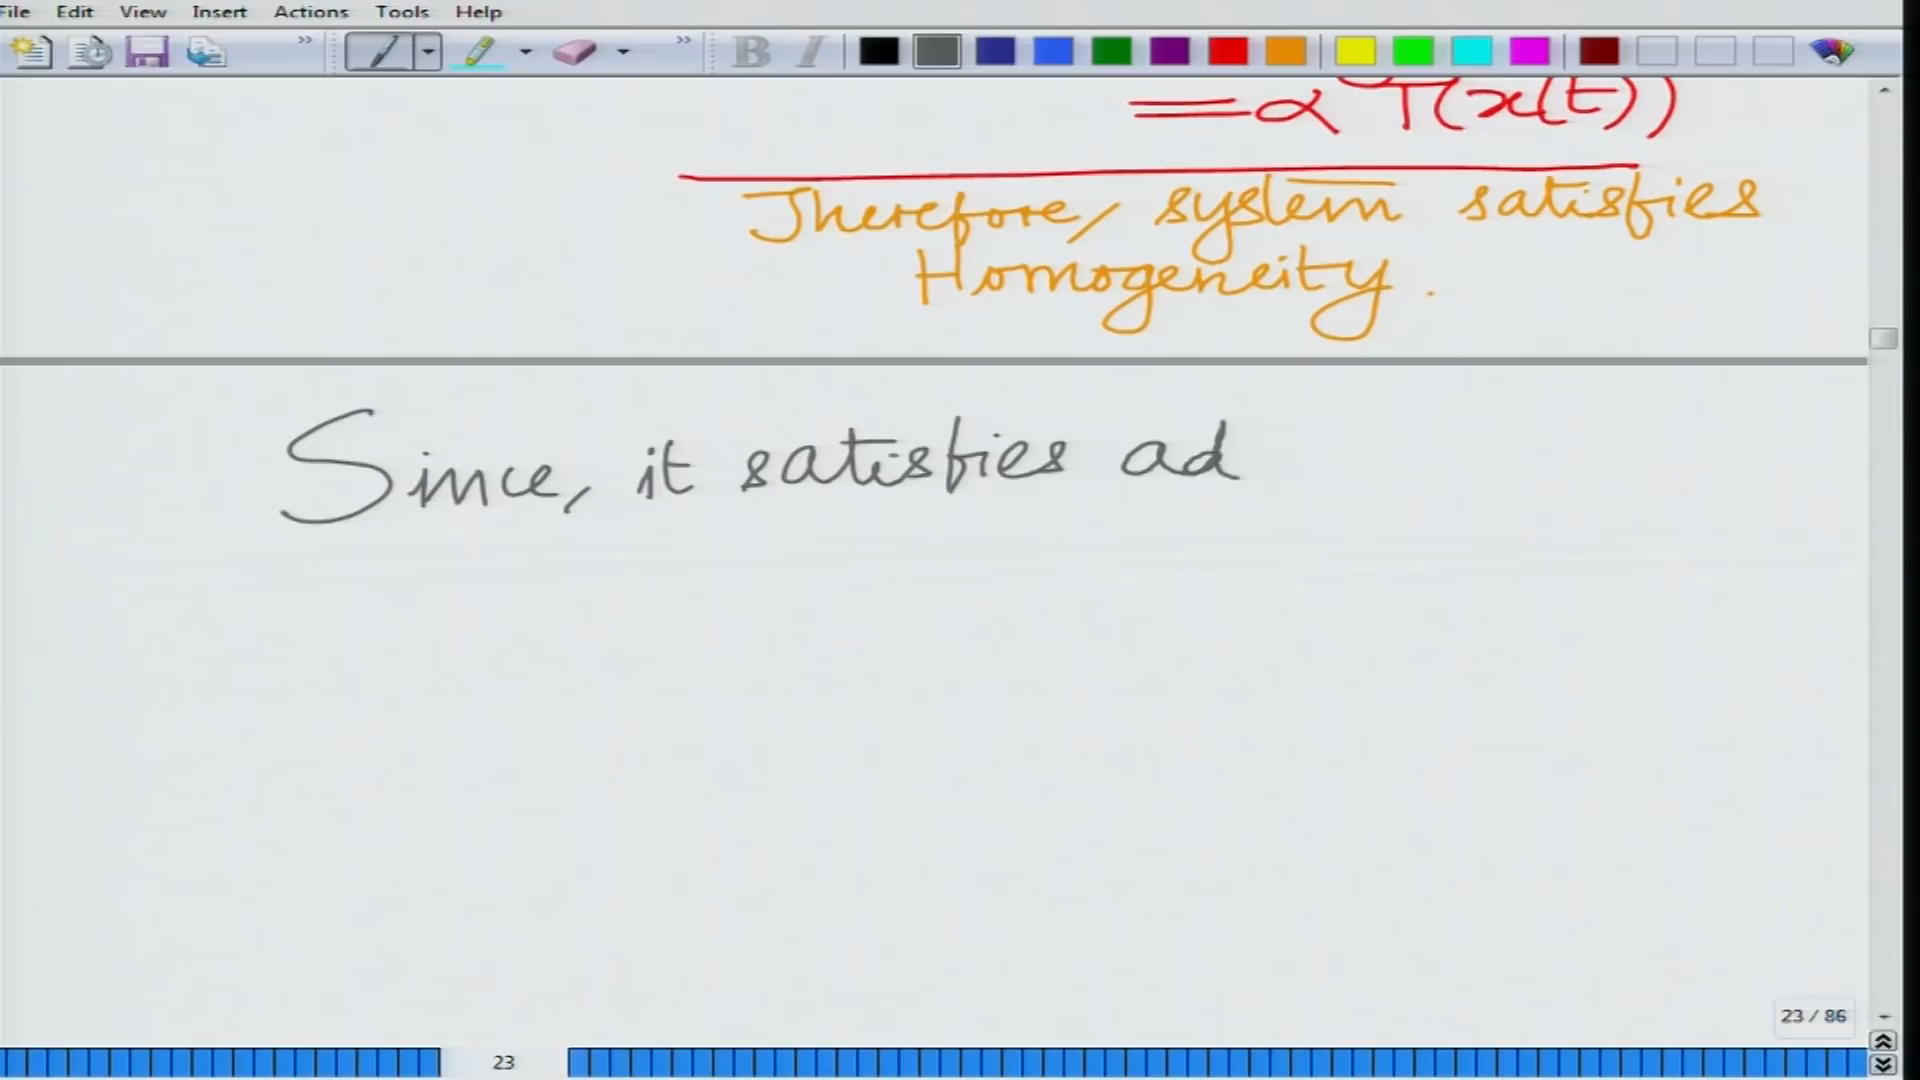 File Edit View Insert Actions Tools Help
B I
= α T(x(t))
Therefore, system satisfies
Homogeneity.
Since, it satisfies ad
23 / 86
23